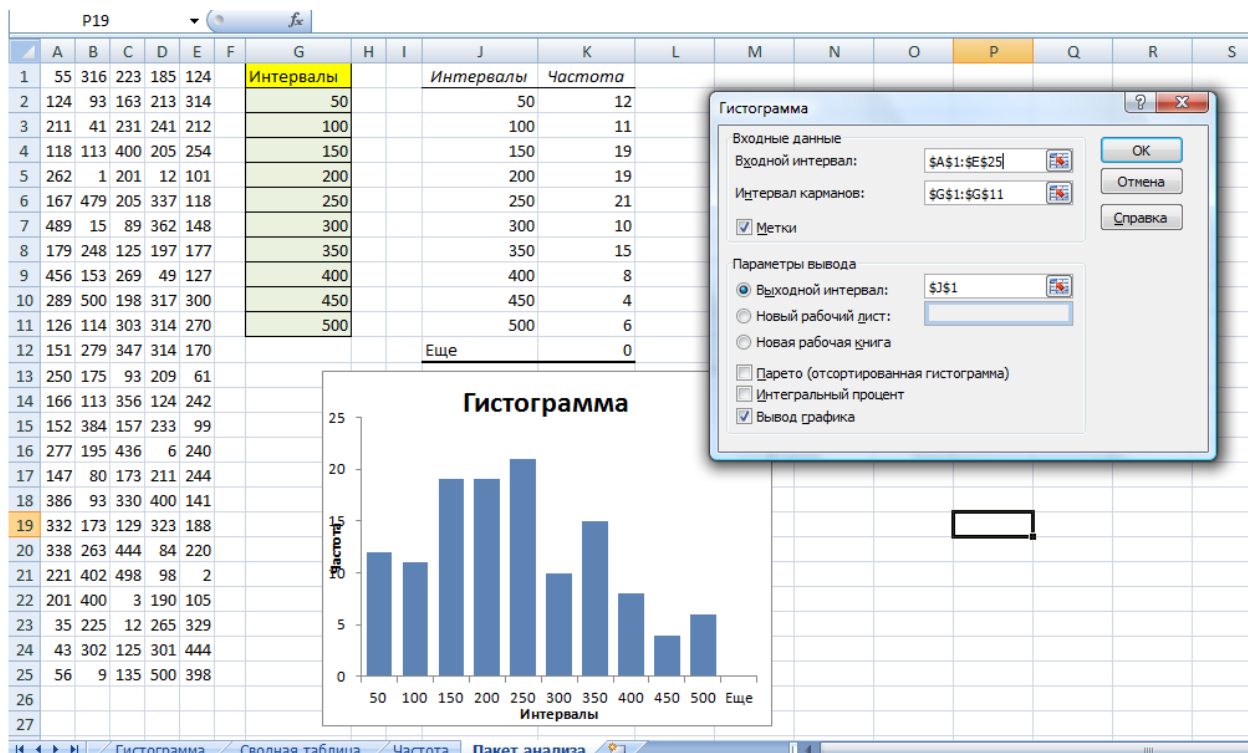 P19 fx
A B C D E F G H I J K L M N O P Q R S
1 55 316 223 185 124 Интервалы Интервалы Частота
2 124 93 163 213 314 50 50 12
3 211 41 231 241 212 100 100 11
4 118 113 400 205 254 150 150 19
5 262 1 201 12 101 200 200 19
6 167 479 205 337 118 250 250 21
7 489 15 89 362 148 300 300 10
8 179 248 125 197 177 350 350 15
9 456 153 269 49 127 400 400 8
10 289 500 198 317 300 450 450 4
11 126 114 303 314 270 500 500 6
12 151 279 347 314 170 Еще 0
13 250 175 93 209 61
14 166 113 356 124 242
15 152 384 157 233 99
16 277 195 436 6 240
17 147 80 173 211 244
18 386 93 330 400 141
19 332 173 129 323 188
20 338 263 444 84 220
21 221 402 498 98 2
22 201 400 3 190 105
23 35 225 12 265 329
24 43 302 125 301 444
25 56 9 135 500 398
26
27
Гистограмма
Входные данные
Входной интервал: $A$1:$E$25
Интервал карманов: $G$1:$G$11
Метки
Параметры вывода
Выходной интервал: $J$1
Новый рабочий лист:
Новая рабочая книга
Парето (отсортированная гистограмма)
Интегральный процент
Вывод графика
OK
Отмена
Справка
Гистограмма
25
20
15
10
5
0
Частота
50 100 150 200 250 300 350 400 450 500 Еще
Интервалы
Гистограмма Сводная таблица Частота Пакет анализа